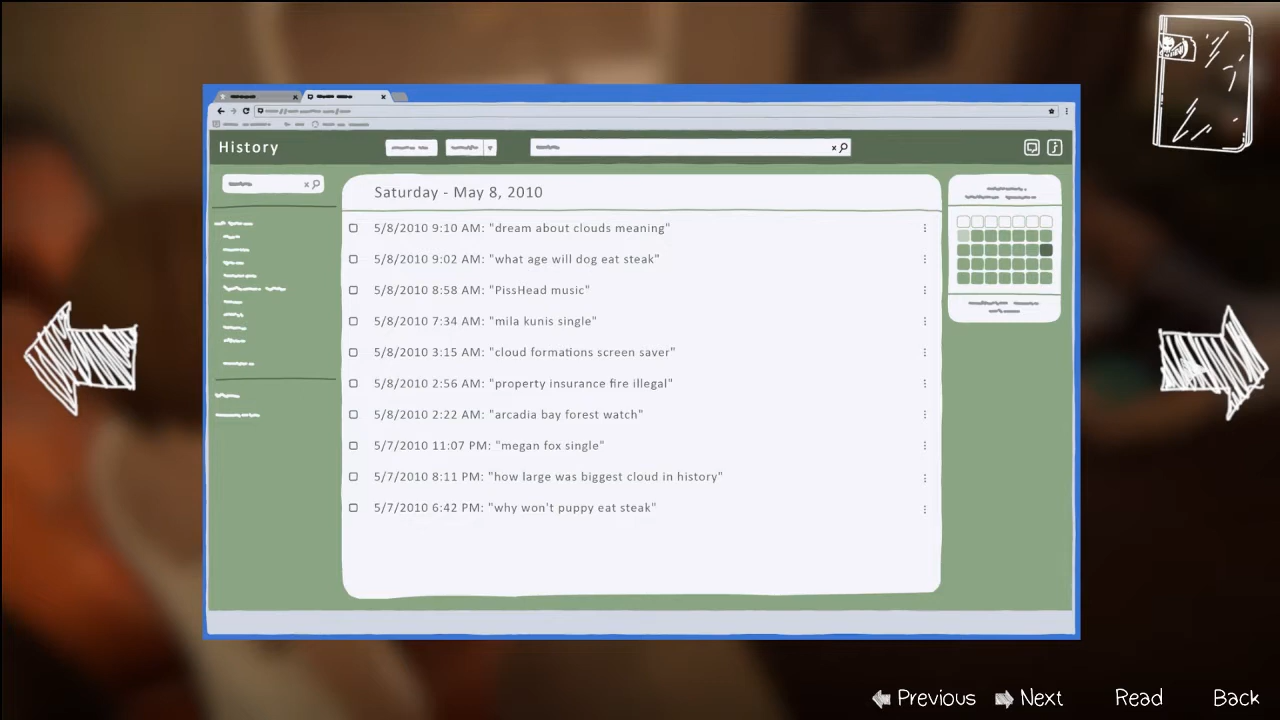 History
Saturday - May 8, 2010
5/8/2010 9:10 AM: "dream about clouds meaning"
5/8/2010 9:02 AM: "what age will dog eat steak"
5/8/2010 8:58 AM: "PissHead music"
5/8/2010 7:34 AM: "mila kunis single"
5/8/2010 3:15 AM: "cloud formations screen saver"
5/8/2010 2:56 AM: "property insurance fire illegal"
5/8/2010 2:22 AM: "arcadia bay forest watch"
5/7/2010 11:07 PM: "megan fox single"
5/7/2010 8:11 PM: "how large was biggest cloud in history"
5/7/2010 6:42 PM: "why won't puppy eat steak"
Previous Next Read Back